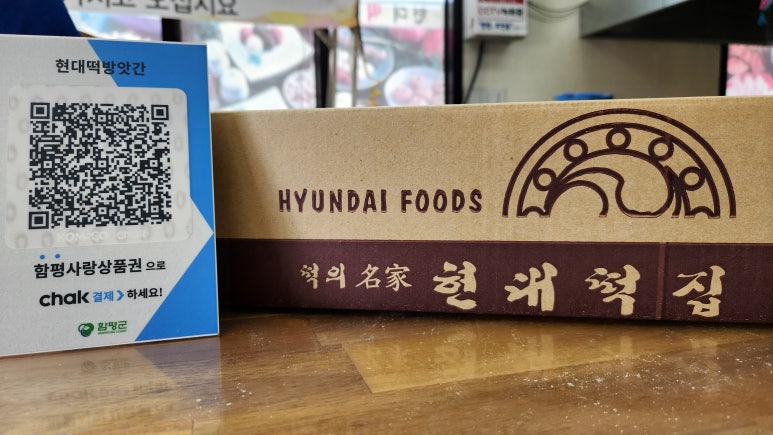 현대떡방앗간
함평사랑상품권으로
chak 결제 하세요!
함평군
HYUNDAI FOODS
떡의 名家 현대떡집